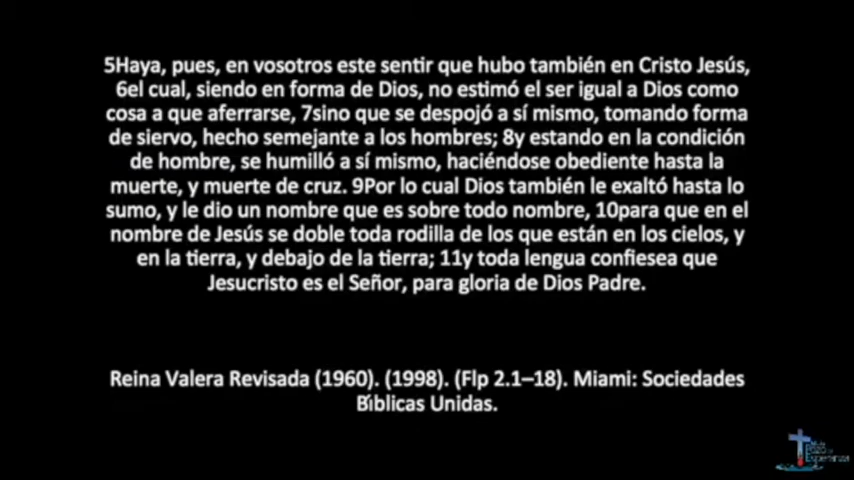 5Haya, pues, en vosotros este sentir que hubo también en Cristo Jesús,
6el cual, siendo en forma de Dios, no estimó el ser igual a Dios como
cosa a que aferrarse, 7sino que se despojó a sí mismo, tomando forma
de siervo, hecho semejante a los hombres; 8y estando en la condición
de hombre, se humilló a sí mismo, haciéndose obediente hasta la
muerte, y muerte de cruz. 9Por lo cual Dios también le exaltó hasta lo
sumo, y le dio un nombre que es sobre todo nombre, 10para que en el
nombre de Jesús se doble toda rodilla de los que están en los cielos, y
en la tierra, y debajo de la tierra; 11y toda lengua confiesea que
Jesucristo es el Señor, para gloria de Dios Padre.
Reina Valera Revisada (1960). (1998). (Flp 2.1–18). Miami: Sociedades
Bíblicas Unidas.
Esperanza